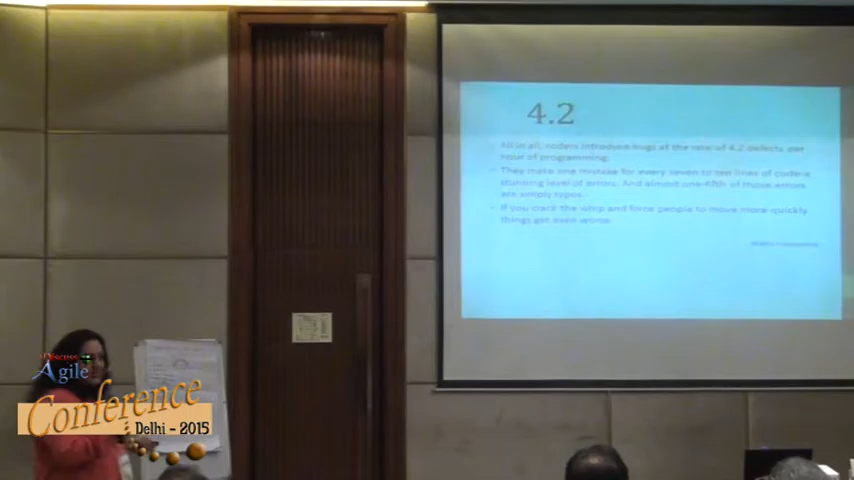 4.2
All in all, coders introduce bugs at the rate of 4.2 defects per
hour of programming.
They make one mistake for every seven to ten lines of code-a
stunning level of errors. And almost one-fifth of those errors
are simply typos.
If you crack the whip and force people to move more quickly
things get even worse.
Discuss
Agile
Conference
Delhi - 2015